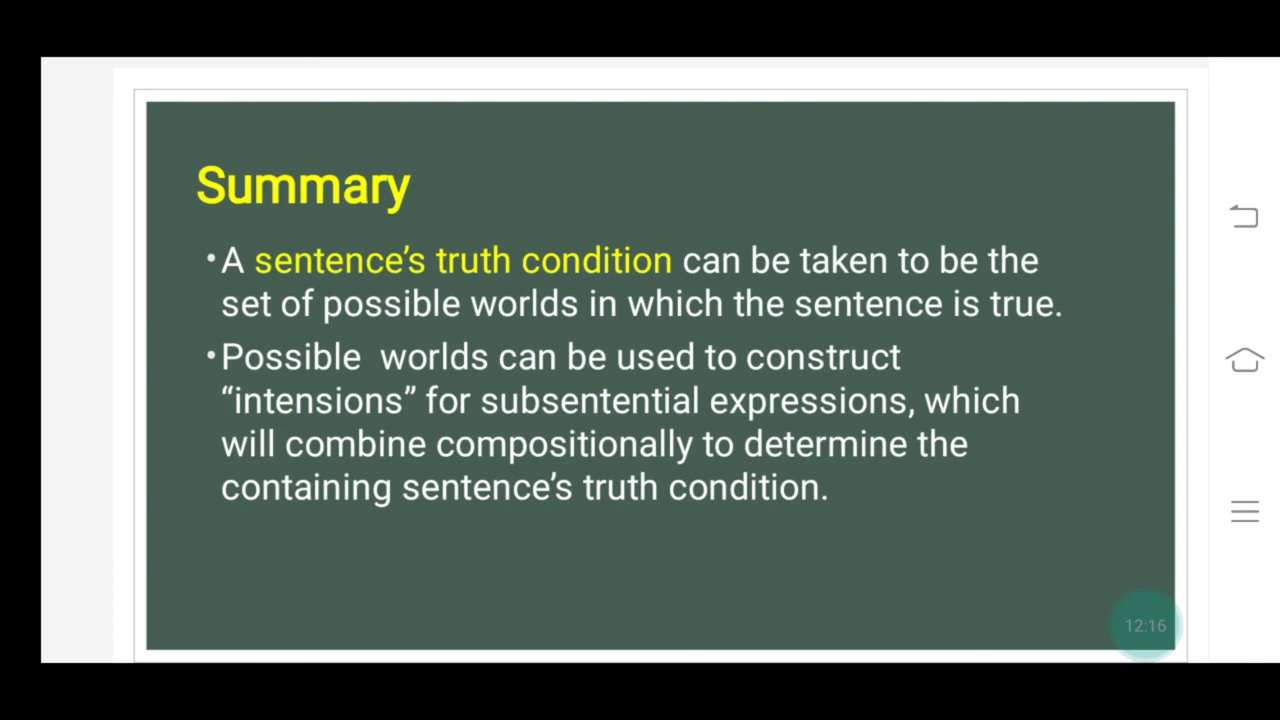 Summary
•A sentence’s truth condition can be taken to be the
set of possible worlds in which the sentence is true.
•Possible  worlds can be used to construct
“intensions” for subsentential expressions, which
will combine compositionally to determine the
containing sentence’s truth condition.
12:16